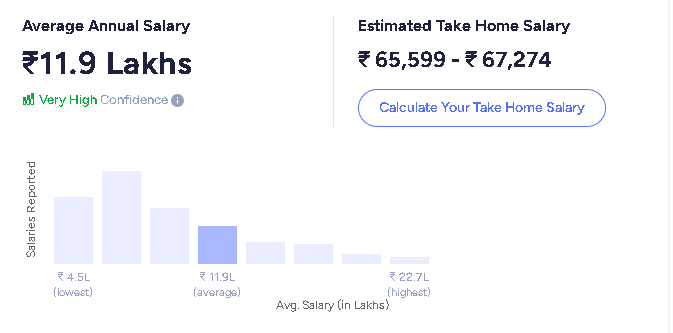 Average Annual Salary
₹11.9 Lakhs
Very High Confidence
Estimated Take Home Salary
₹ 65,599 - ₹ 67,274
Calculate Your Take Home Salary
Salaries Reported
₹ 4.5L
(lowest)
₹ 11.9L
(average)
₹ 22.7L
(highest)
Avg. Salary (in Lakhs)